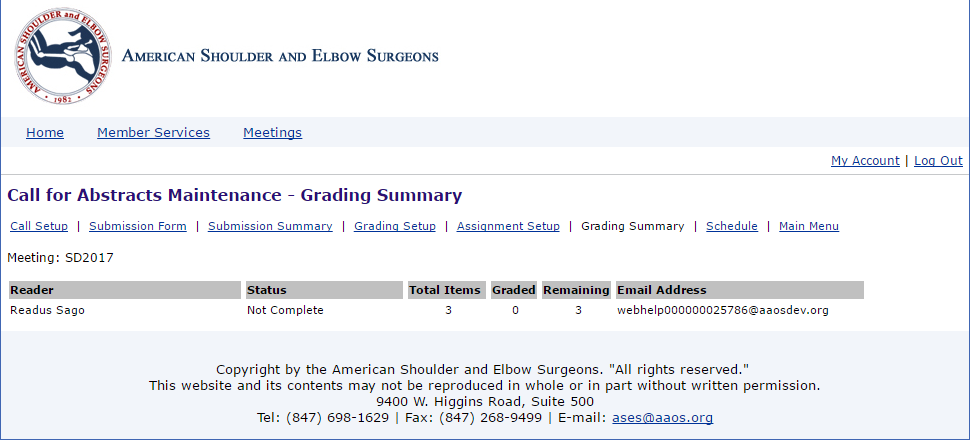 AMERICAN SHOULDER AND ELBOW SURGEONS
• 1982 •
AMERICAN SHOULDER AND ELBOW SURGEONS
Home Member Services Meetings
My Account | Log Out
Call for Abstracts Maintenance - Grading Summary
Call Setup | Submission Form | Submission Summary | Grading Setup | Assignment Setup | Grading Summary | Schedule | Main Menu
Meeting: SD2017
Reader Status Total Items Graded Remaining Email Address
Readus Sago Not Complete 3 0 3 webhelp000000025786@aaosdev.org
Copyright by the American Shoulder and Elbow Surgeons. "All rights reserved."
This website and its contents may not be reproduced in whole or in part without written permission.
9400 W. Higgins Road, Suite 500
Tel: (847) 698-1629 | Fax: (847) 268-9499 | E-mail: ases@aaos.org